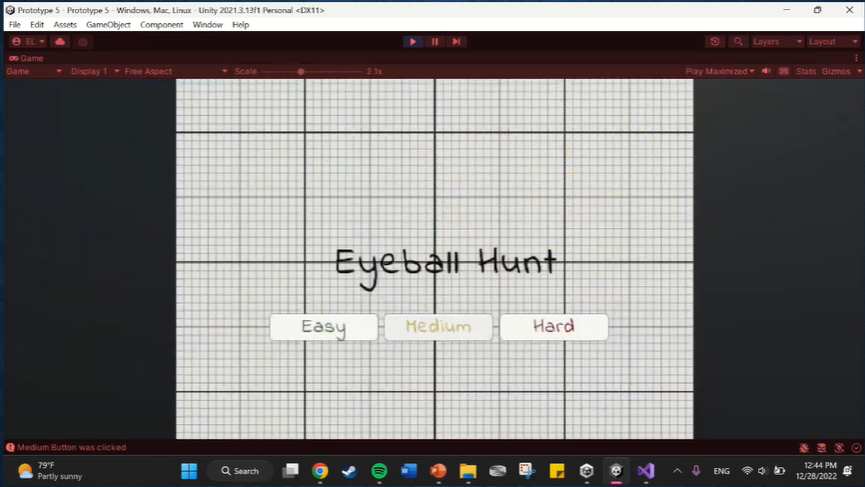 Prototype 5 - Prototype 5 - Windows, Mac, Linux - Unity 2021.3.13f1 Personal <DX11>
File Edit Assets GameObject Component Window Help
EL Layers Layout
Game
Game Display 1 Free Aspect Scale 2.1x Play Maximized Stats Gizmos
Eyeball Hunt
Easy Medium Hard
Medium Button was clicked
79°F
Partly sunny
Search
ENG
12:44 PM
12/28/2022